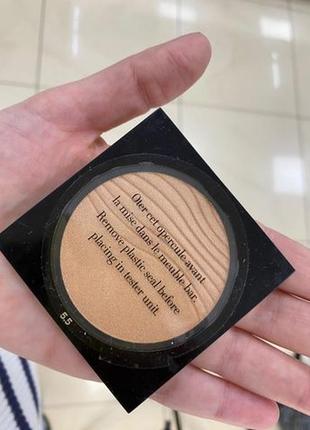 Oter cet opercule avant
la mise dans le meuble bar.
Remove plastic seal before
placing in tester unit.
5.5